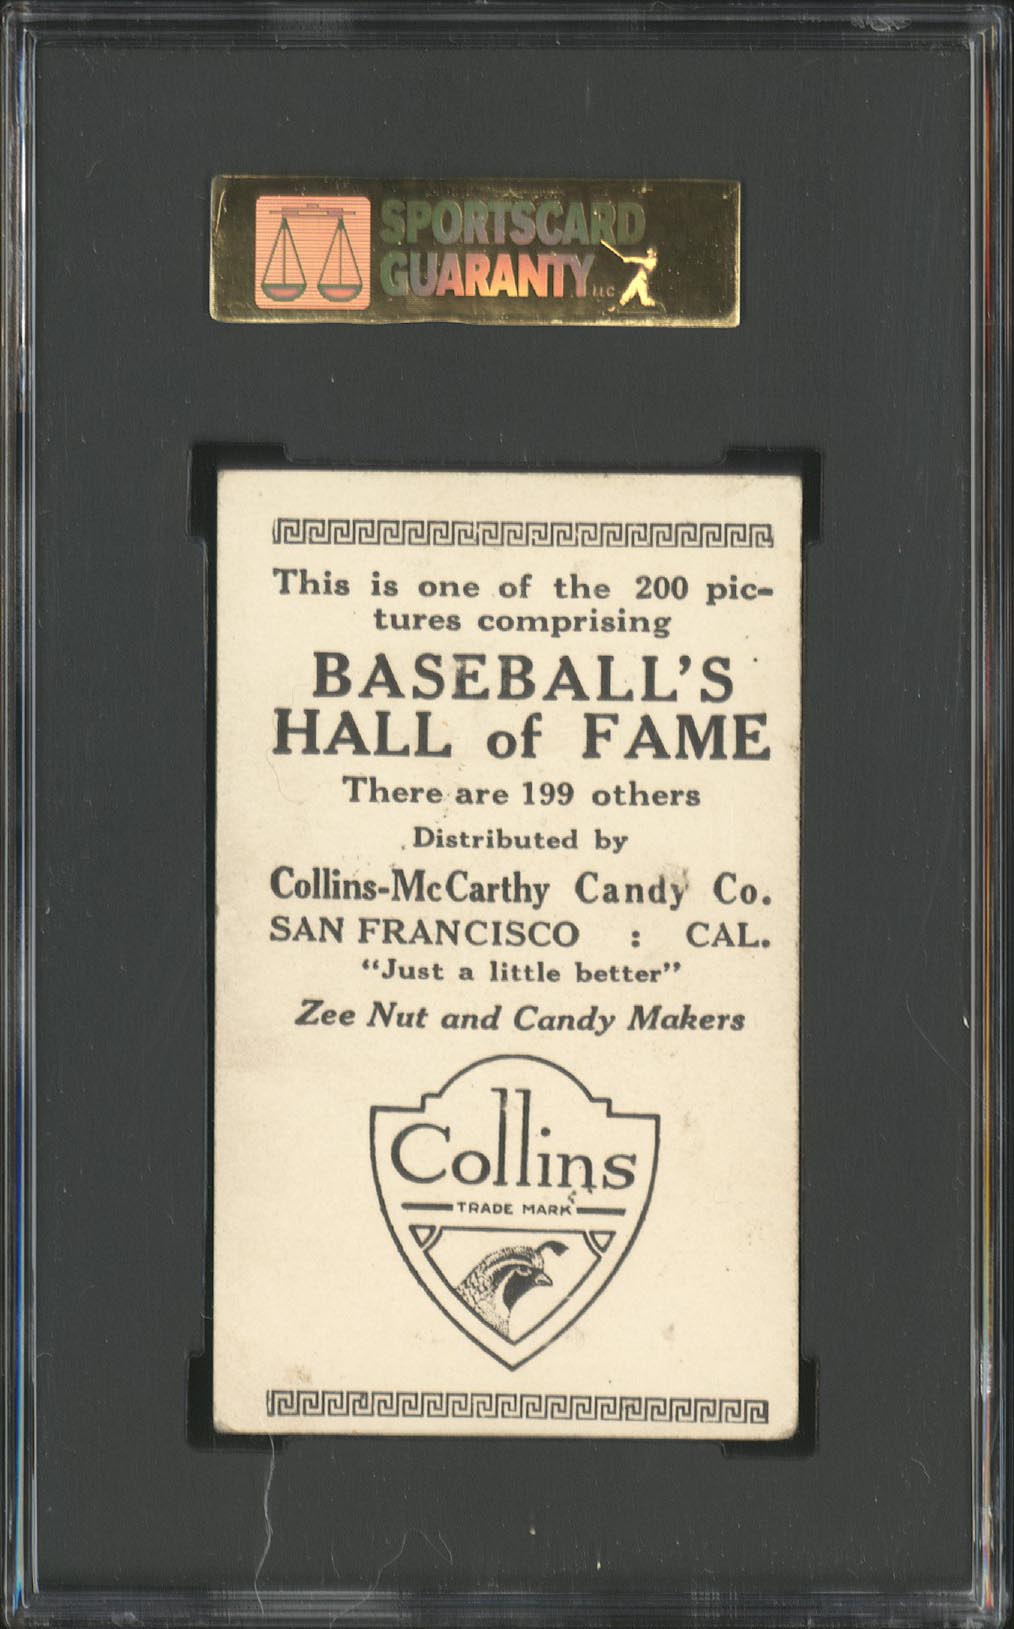 SPORTSCARD
GUARANTY LLC
This is one of the 200 pic-
tures comprising
BASEBALL'S
HALL of FAME
There are 199 others
Distributed by
Collins-McCarthy Candy Co.
SAN FRANCISCO : CAL.
"Just a little better"
Zee Nut and Candy Makers
Collins
TRADE MARK